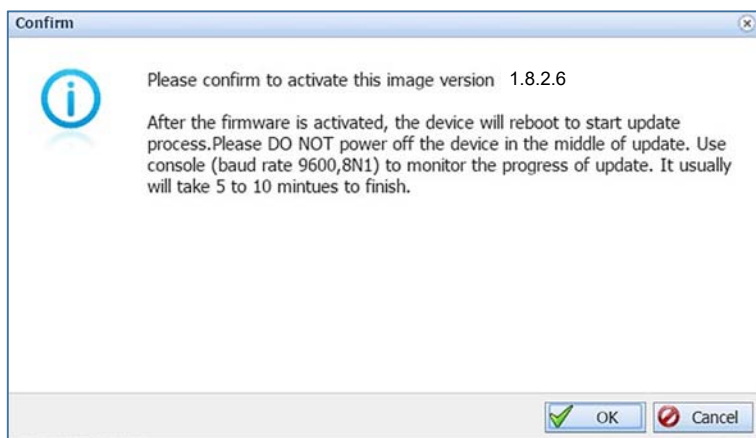 Confirm
Please confirm to activate this image version 1.8.2.6
After the firmware is activated, the device will reboot to start update
process.Please DO NOT power off the device in the middle of update. Use
console (baud rate 9600,8N1) to monitor the progress of update. It usually
will take 5 to 10 mintues to finish.
OK
Cancel